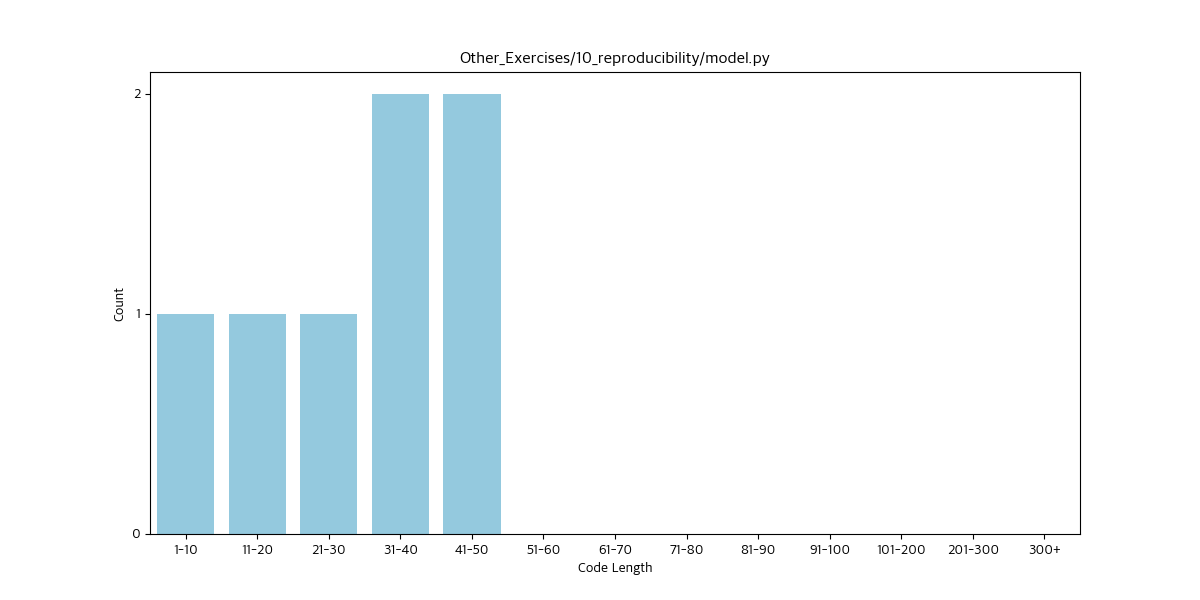 Other_Exercises/10_reproducibility/model.py
Count
2
1
0
1-10 11-20 21-30 31-40 41-50 51-60 61-70 71-80 81-90 91-100 101-200 201-300 300+
Code Length